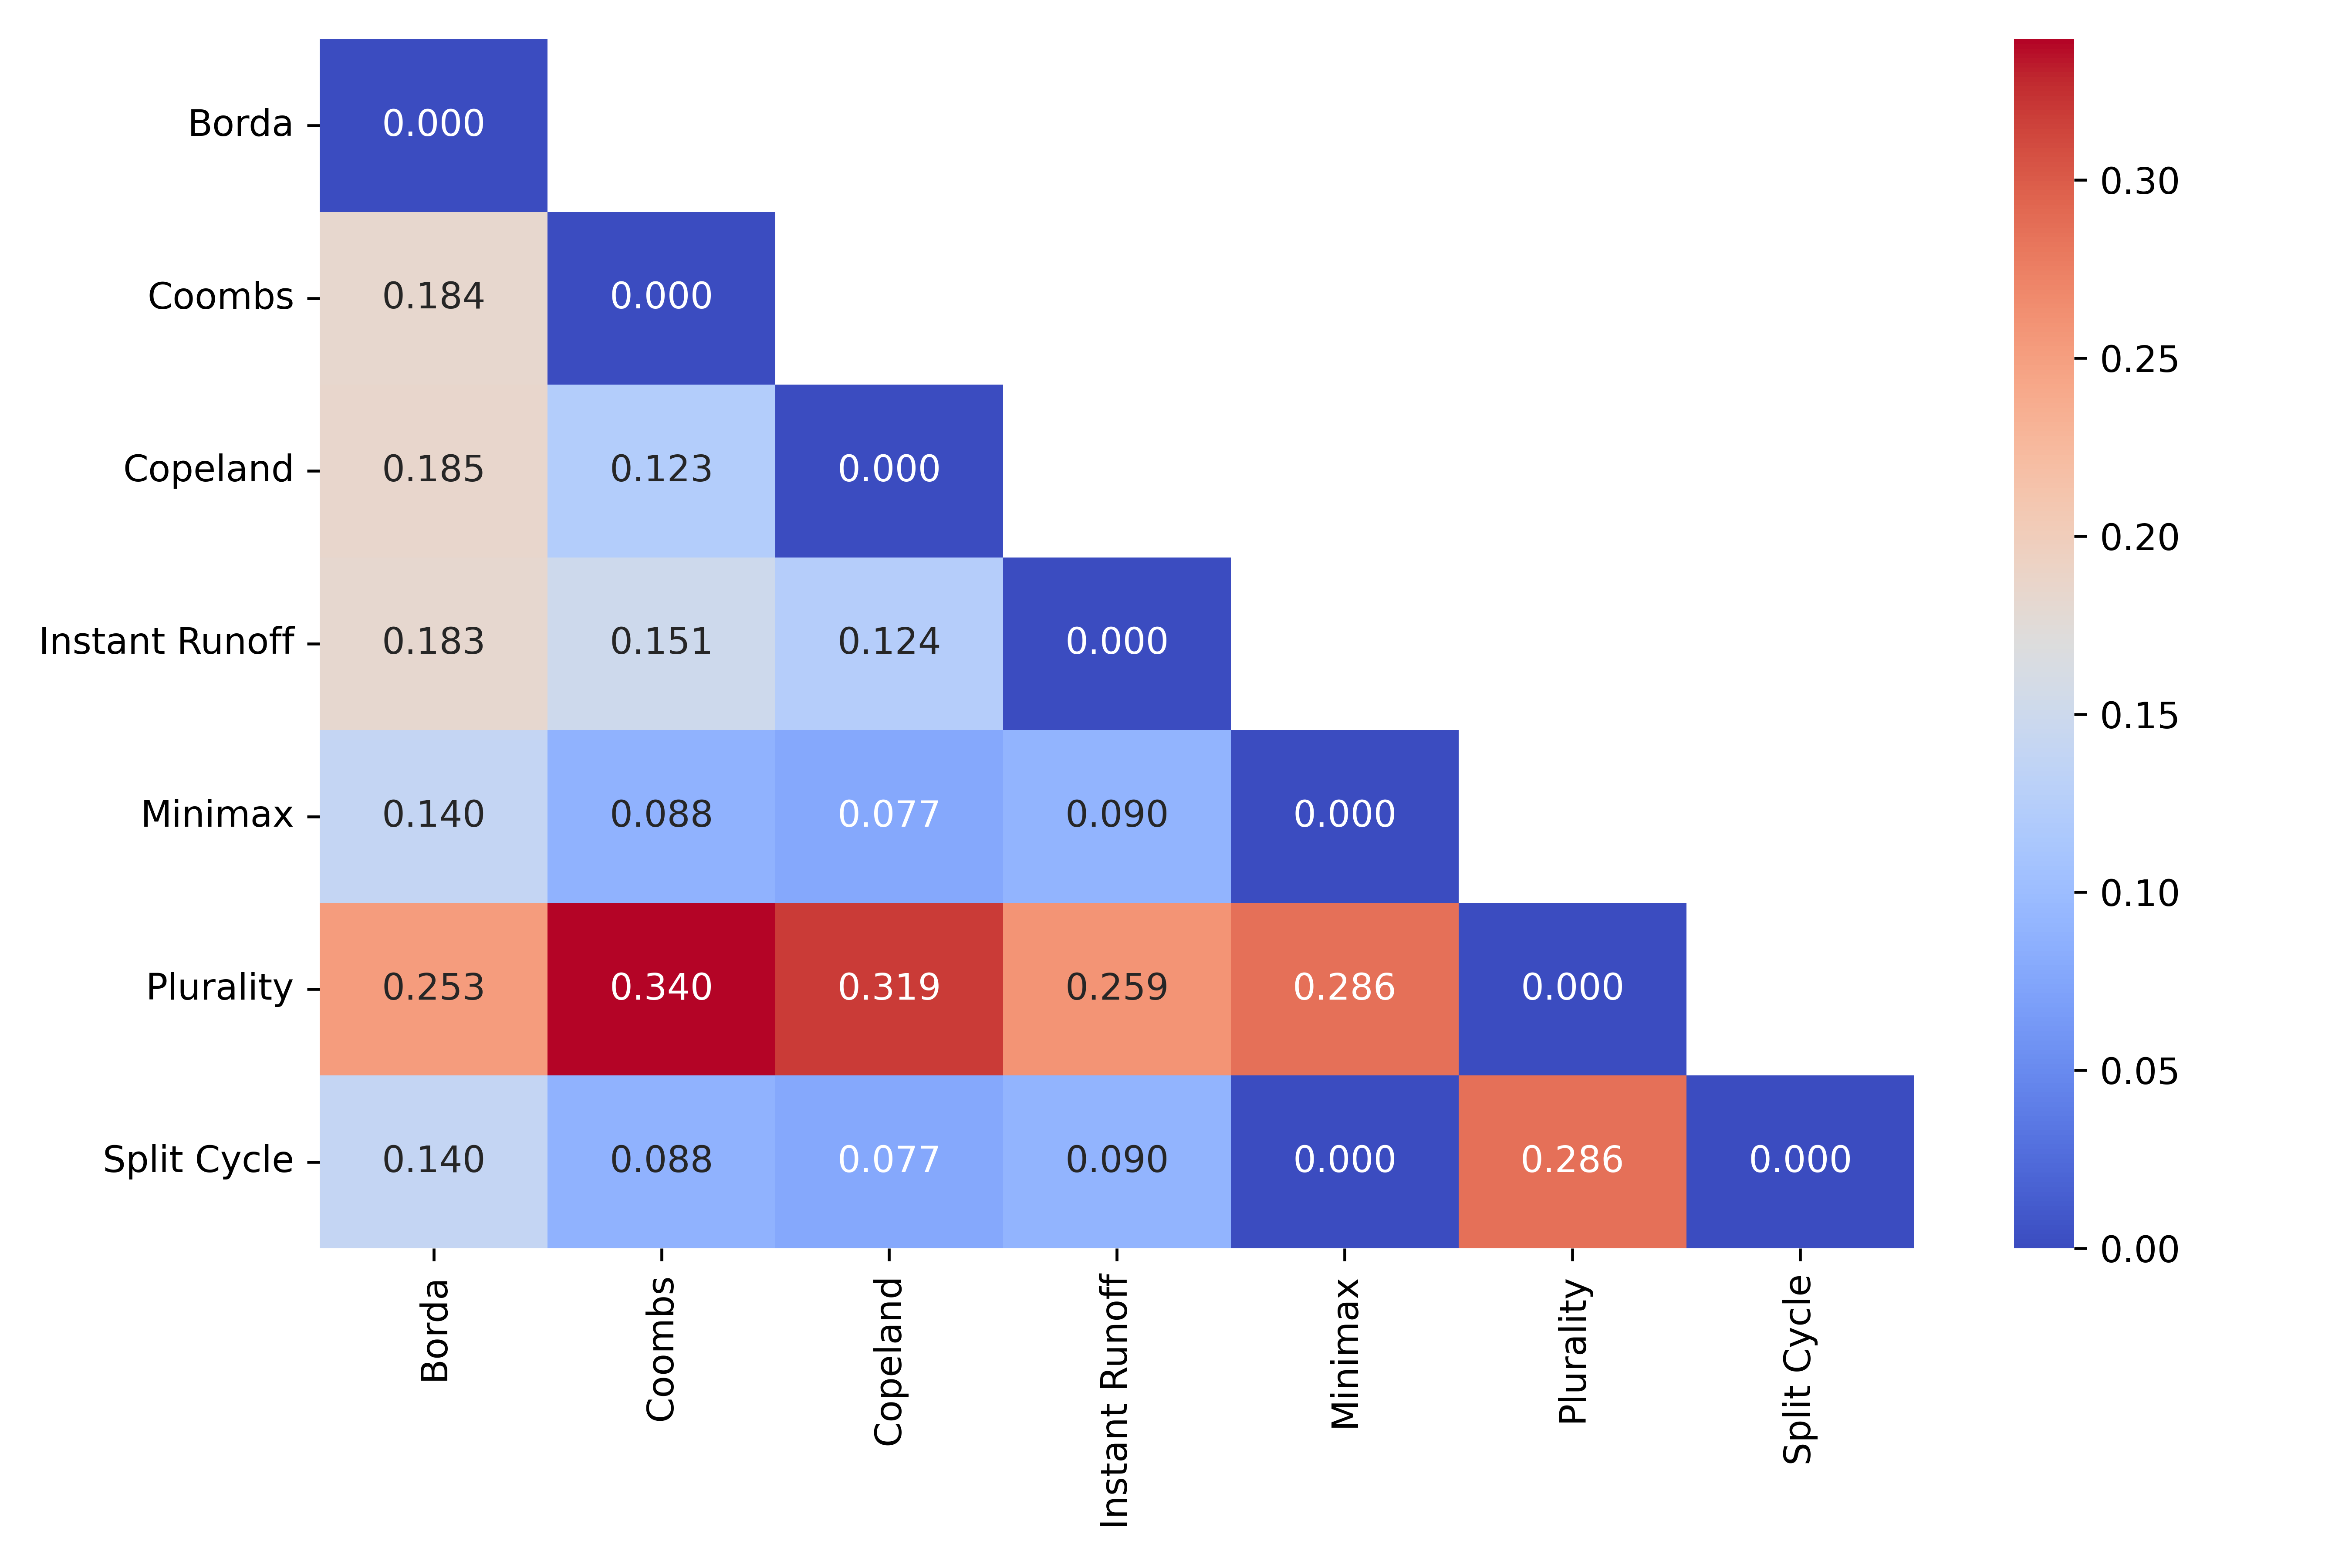 Borda 0.000
Coombs 0.184 0.000
Copeland 0.185 0.123 0.000
Instant Runoff 0.183 0.151 0.124 0.000
Minimax 0.140 0.088 0.077 0.090 0.000
Plurality 0.253 0.340 0.319 0.259 0.286 0.000
Split Cycle 0.140 0.088 0.077 0.090 0.000 0.286 0.000
Borda
Coombs
Copeland
Instant Runoff
Minimax
Plurality
Split Cycle
0.30
0.25
0.20
0.15
0.10
0.05
0.00